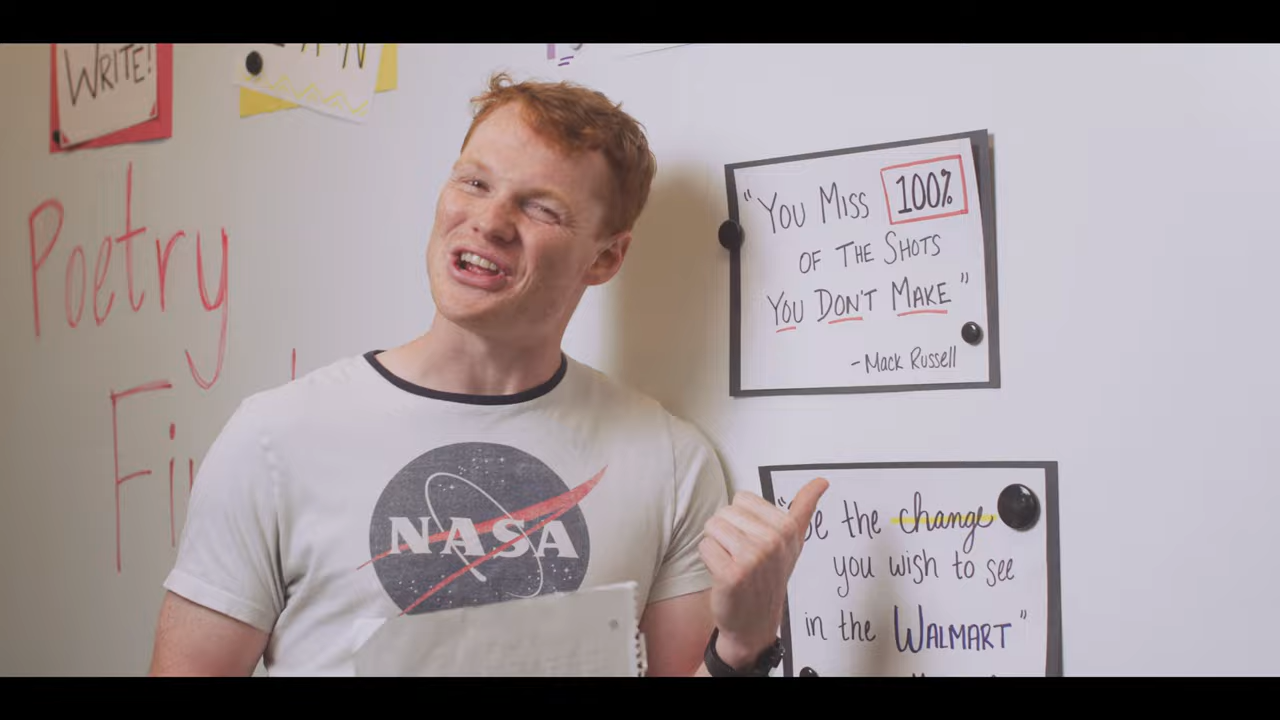 WRITE!
Poetry
Fi
NASA
"YOU MISS 100%
OF THE SHOTS
YOU DON'T MAKE"
-MACK RUSSELL
the change
you wish to see
in the WALMART"